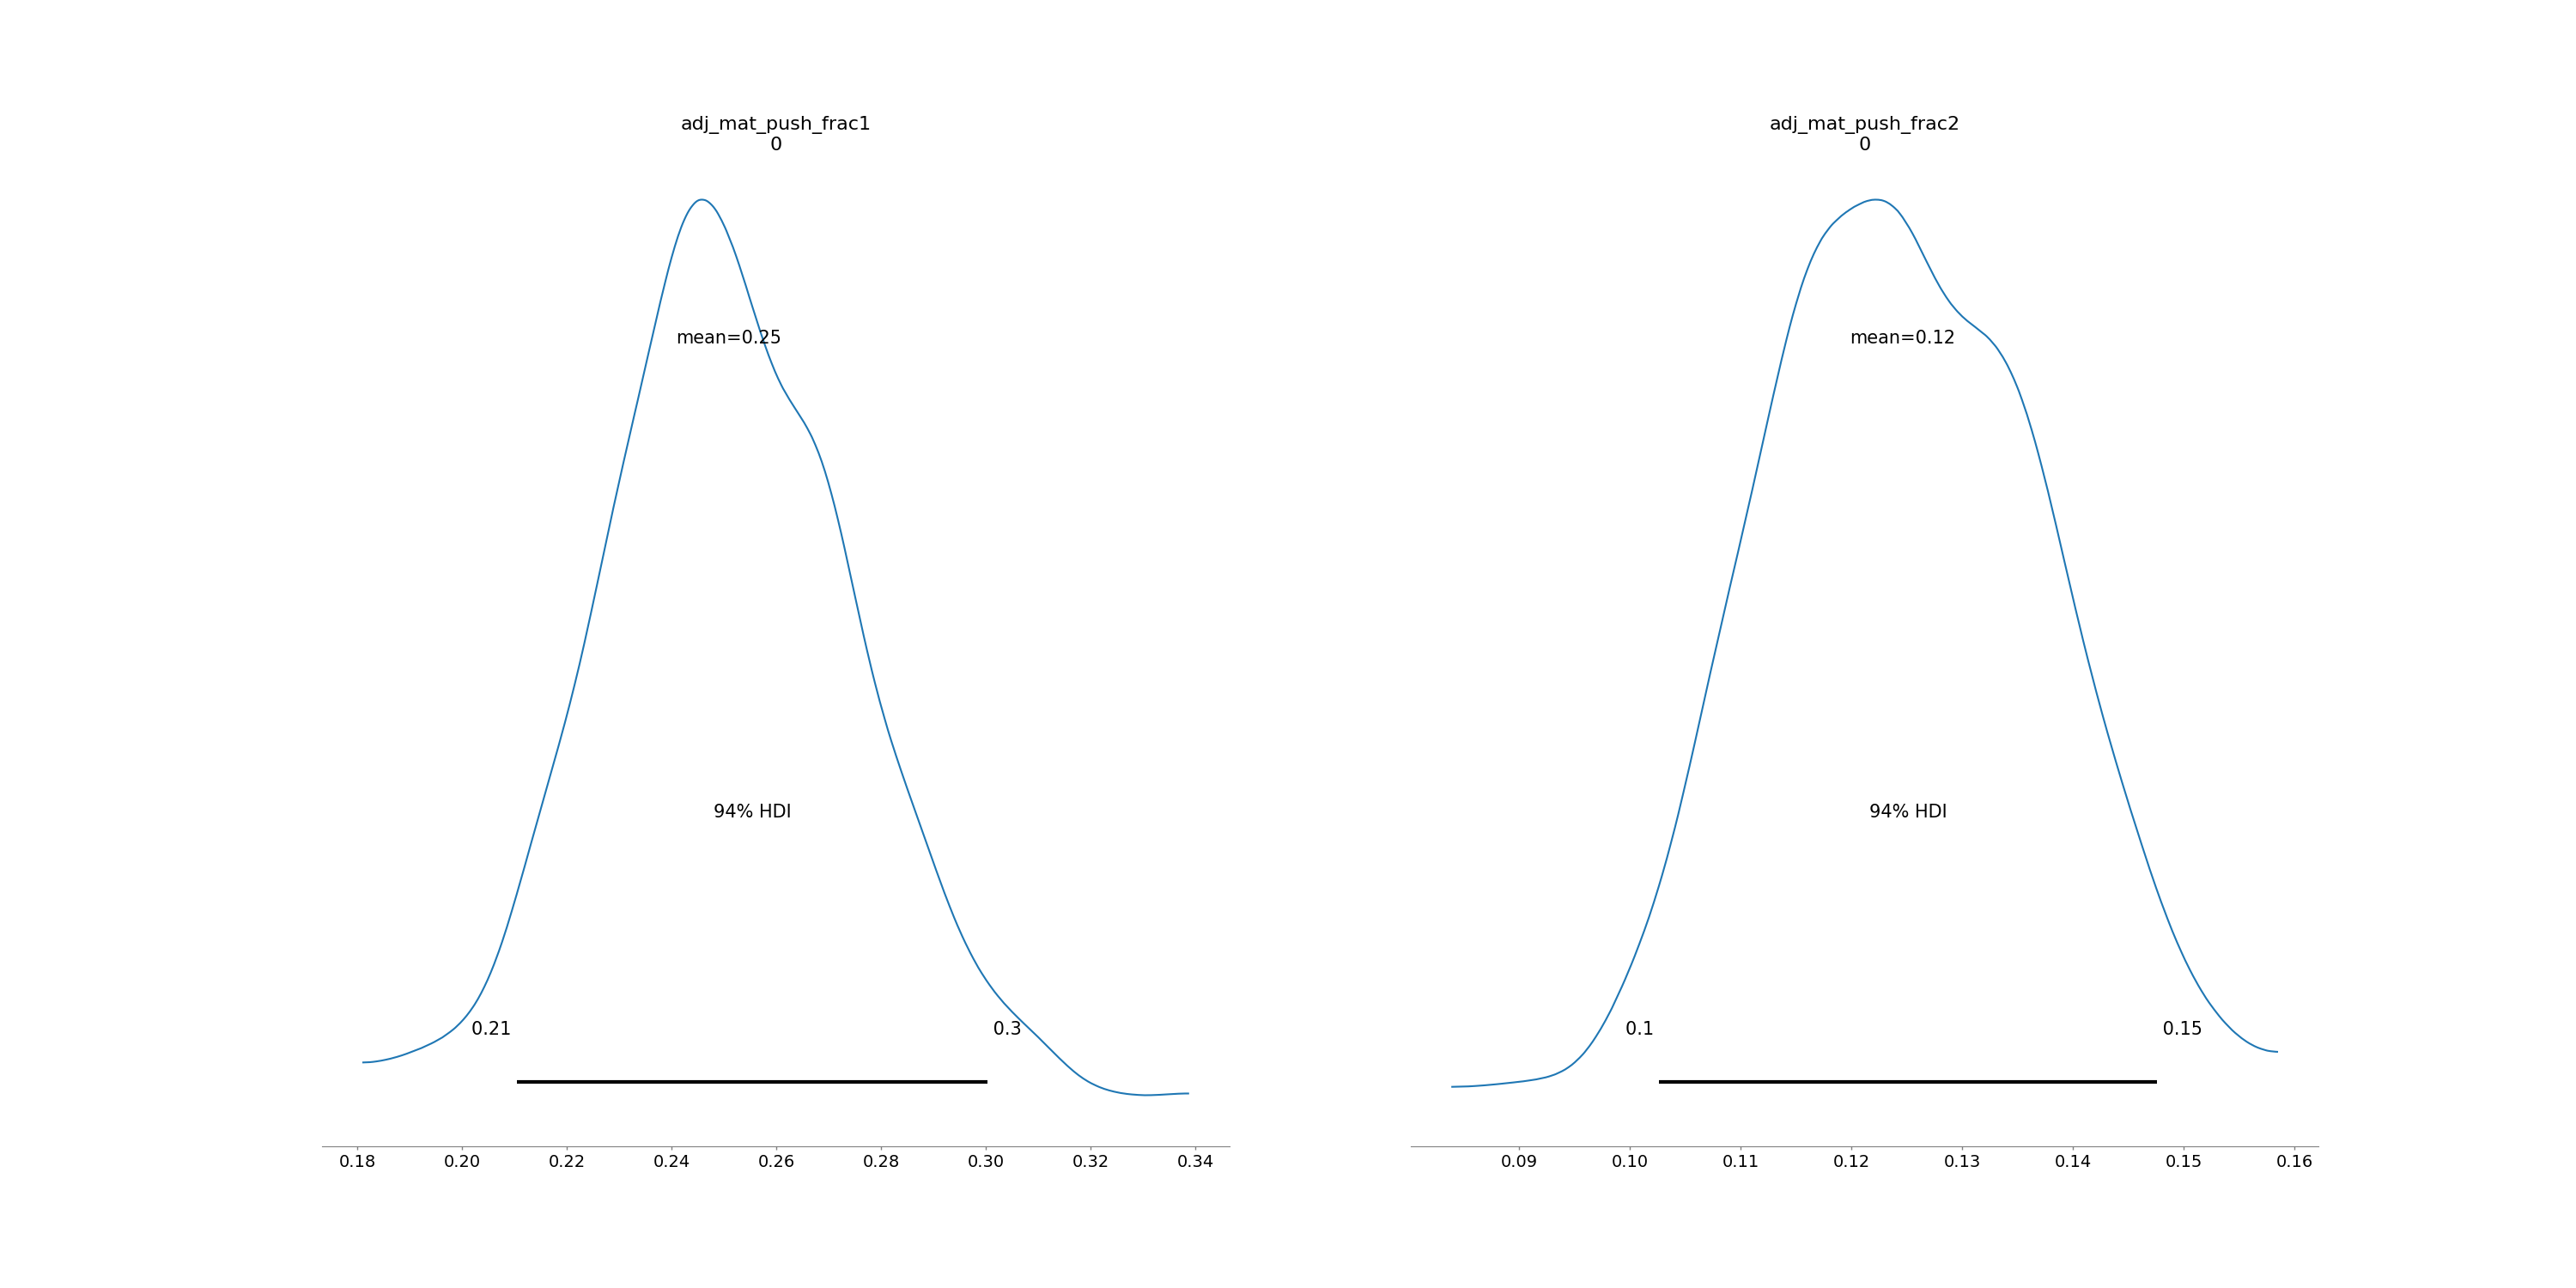 adj_mat_push_frac1
0
mean=0.25
94% HDI
0.21
0.3
0.18 0.20 0.22 0.24 0.26 0.28 0.30 0.32 0.34
adj_mat_push_frac2
0
mean=0.12
94% HDI
0.1
0.15
0.09 0.10 0.11 0.12 0.13 0.14 0.15 0.16